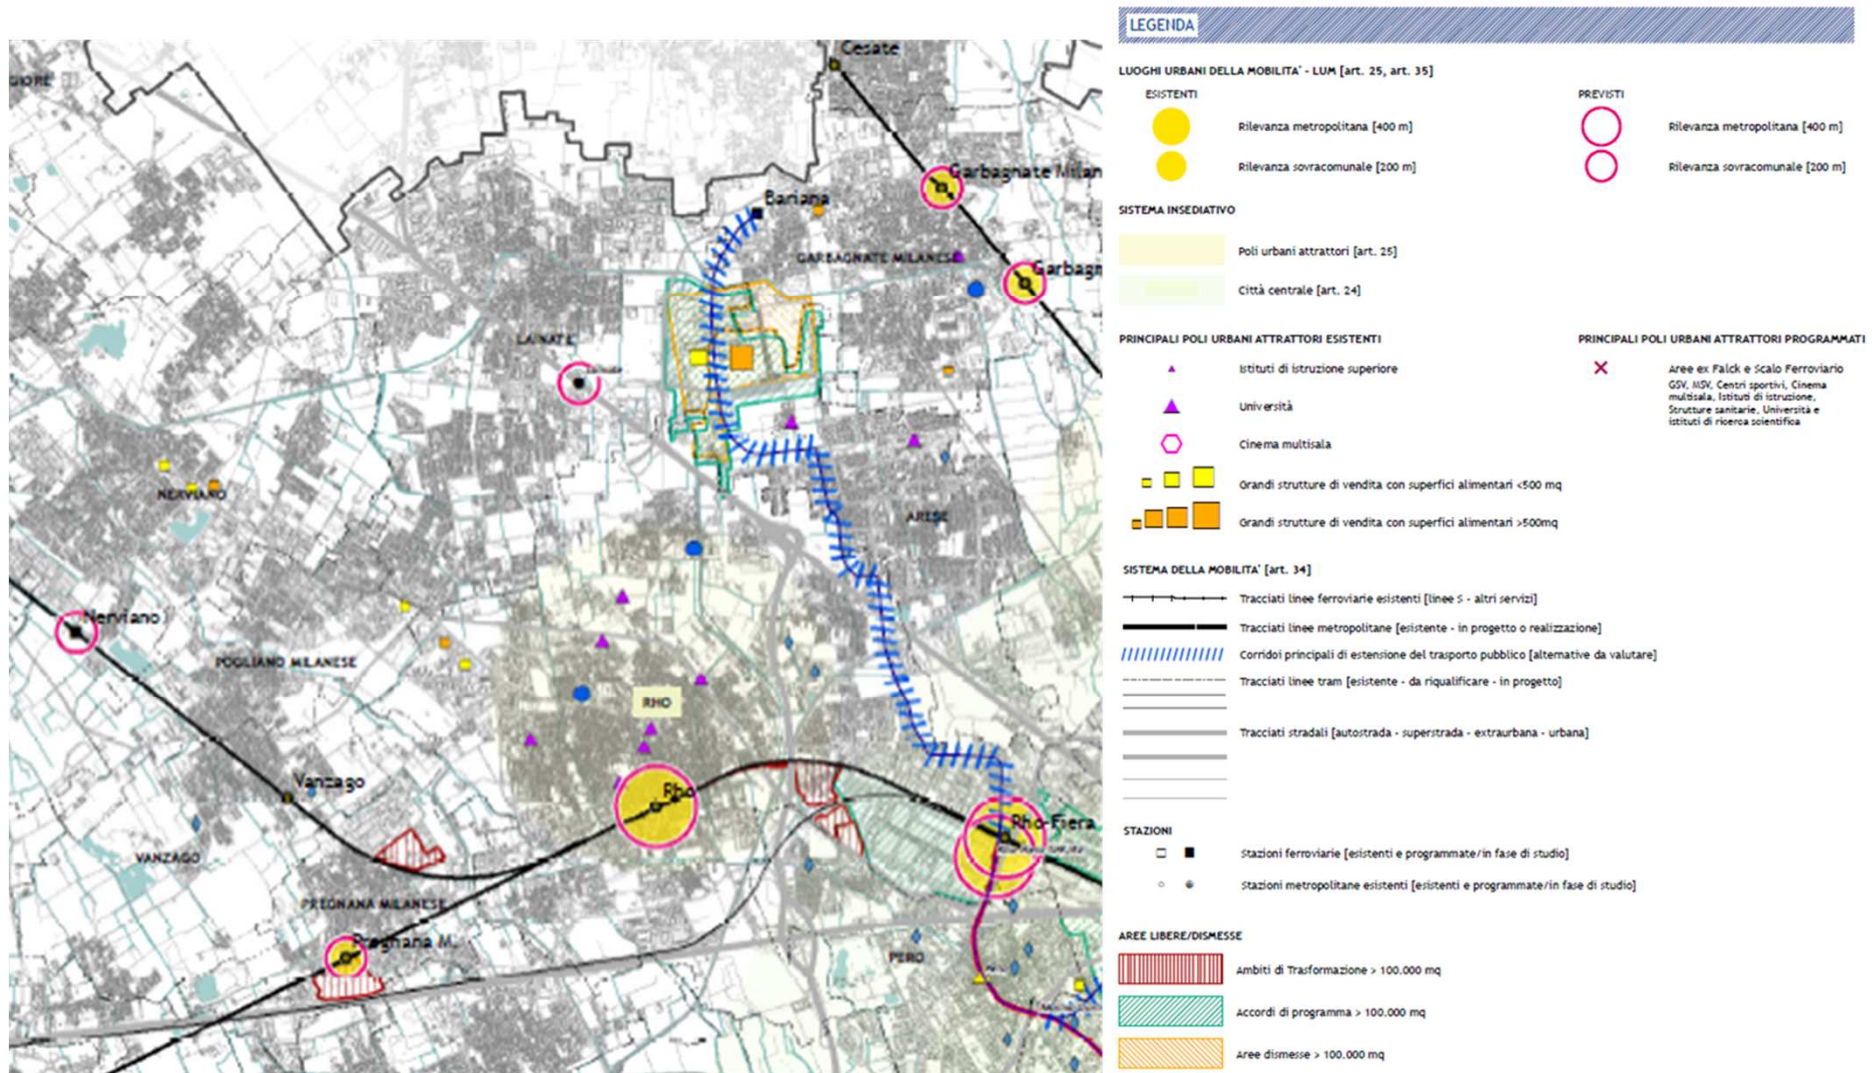 Cesate
GIORE
Garbagnate Milan
Bariana
GARBAGNATE MILANESE
Garbagn
LAINATE
NERVIANO
ARESE
Nerviano
POGLIANO MILANESE
RHO
Rho
Vanzago
Rho-Fiera
VANZAGO
PREGNANA MILANESE
Pregnana M.
PERO
LEGENDA
LUOGHI URBANI DELLA MOBILITA' - LUM [art. 25, art. 35]
ESISTENTI
PREVISTI
Rilevanza metropolitana [400 m]
Rilevanza metropolitana [400 m]
Rilevanza sovracomunale [200 m]
Rilevanza sovracomunale [200 m]
SISTEMA INSEDIATIVO
Poli urbani attrattori [art. 25]
Città centrale [art. 24]
PRINCIPALI POLI URBANI ATTRATTORI ESISTENTI
PRINCIPALI POLI URBANI ATTRATTORI PROGRAMMATI
Istituti di istruzione superiore
Aree ex Falck e Scalo Ferroviario
GSV, MSV, Centri sportivi, Cinema
multisala, Istituti di istruzione,
Strutture sanitarie, Università e
istituti di ricerca scientifica
Università
Cinema multisala
Grandi strutture di vendita con superfici alimentari <500 mq
Grandi strutture di vendita con superfici alimentari >500mq
SISTEMA DELLA MOBILITA' [art. 34]
Tracciati linee ferroviarie esistenti [linee S - altri servizi]
Tracciati linee metropolitane [esistente - in progetto o realizzazione]
Corridoi principali di estensione del trasporto pubblico [alternative da valutare]
Tracciati linee tram [esistente - da riqualificare - in progetto]
Tracciati stradali [autostrada - superstrada - extraurbana - urbana]
STAZIONI
Stazioni ferroviarie [esistenti e programmate/in fase di studio]
Stazioni metropolitane esistenti [esistenti e programmate/in fase di studio]
AREE LIBERE/DISMESSE
Ambiti di Trasformazione > 100.000 mq
Accordi di programma > 100.000 mq
Aree dismesse > 100.000 mq